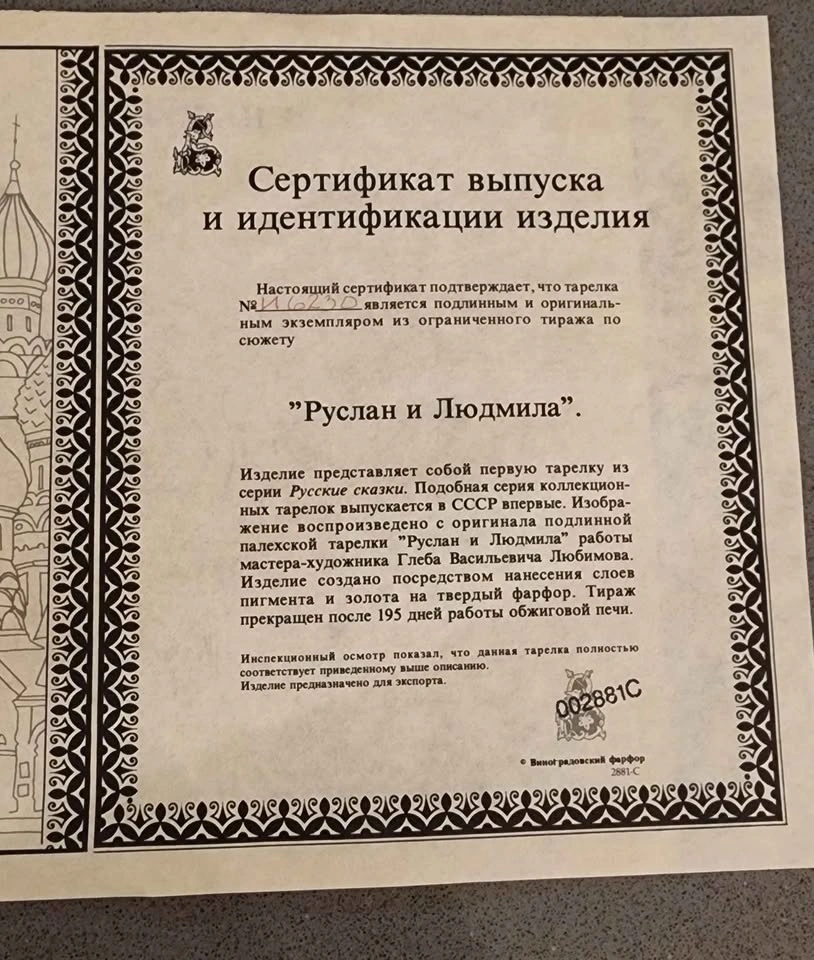 Сертификат выпуска
и идентификации изделия
Настоящий сертификат подтверждает, что тарелка
№ И6230 является подлинным и оригиналь-
ным экземпляром из ограниченного тиража по
сюжету
"Руслан и Людмила".
Изделие представляет собой первую тарелку из
серии Русские сказки. Подобная серия коллекцион-
ных тарелок выпускается в СССР впервые. Изобра-
жение воспроизведено с оригинала подлинной
палехской тарелки "Руслан и Людмила" работы
мастера-художника Глеба Васильевича Любимова.
Изделие создано посредством нанесения слоев
пигмента и золота на твердый фарфор. Тираж
прекращен после 195 дней работы обжиговой печи.
Инспекционный осмотр показал, что данная тарелка полностью
соответствует приведенному выше описанию.
Изделие предназначено для экспорта.
002881C
© Виноградовский фарфор
2881-C